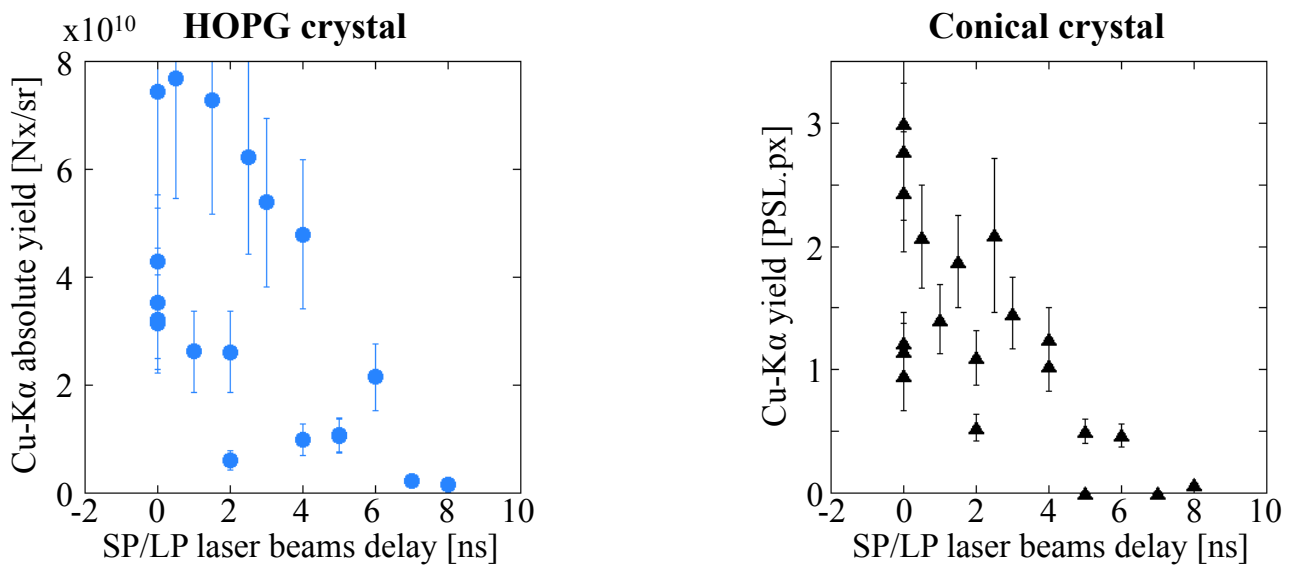 HOPG crystal
x10¹⁰
Cu-Kα absolute yield [Nx/sr]
8
6
4
2
0
-2 0 2 4 6 8 10
SP/LP laser beams delay [ns]
Conical crystal
Cu-Kα yield [PSL.px]
3
2
1
0
-2 0 2 4 6 8 10
SP/LP laser beams delay [ns]